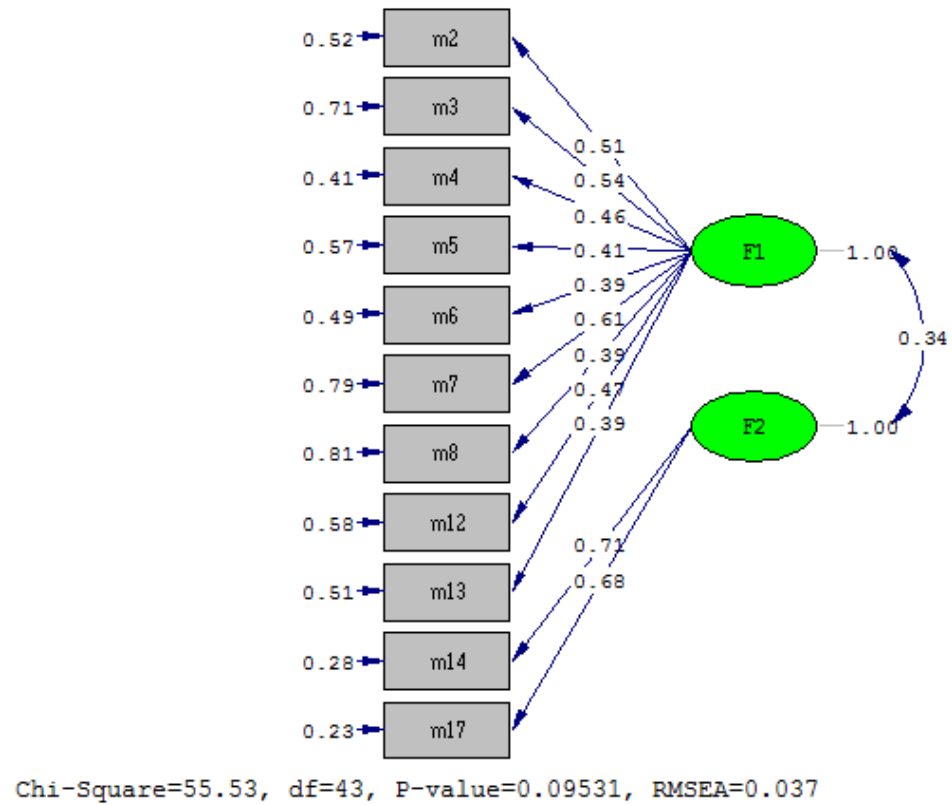 0.52 m2
0.71 m3
0.51
0.54
0.41 m4
0.46
0.57 m5
0.41
F1 1.00
0.39
0.49 m6
0.61
0.34
0.79 m7
0.39
0.47
0.39
F2 1.00
0.81 m8
0.58 m12
0.71
0.51 m13
0.68
0.28 m14
0.23 m17
Chi-Square=55.53, df=43, P-value=0.09531, RMSEA=0.037